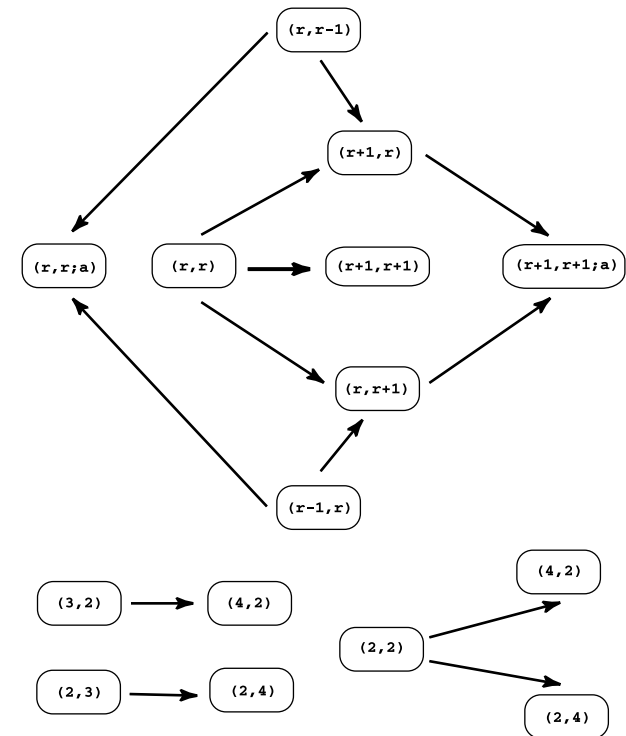 (r,r-1)
(r+1,r)
(r,r;a)
(r,r)
(r+1,r+1)
(r+1,r+1;a)
(r,r+1)
(r-1,r)
(4,2)
(3,2)
(4,2)
(2,2)
(2,3)
(2,4)
(2,4)